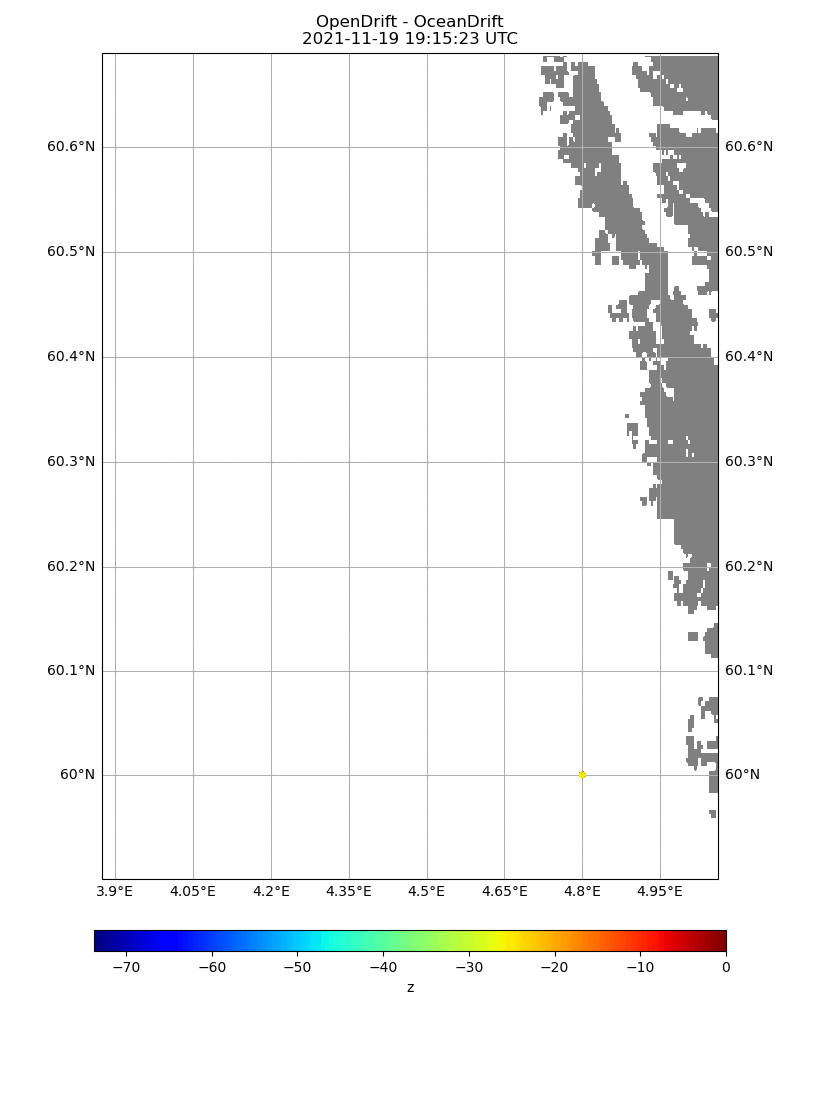 OpenDrift - OceanDrift
2021-11-19 19:15:23 UTC
60.6°N 60.6°N
60.5°N 60.5°N
60.4°N 60.4°N
60.3°N 60.3°N
60.2°N 60.2°N
60.1°N 60.1°N
60°N 60°N
3.9°E 4.05°E 4.2°E 4.35°E 4.5°E 4.65°E 4.8°E 4.95°E
−70 −60 −50 −40 −30 −20 −10 0
z